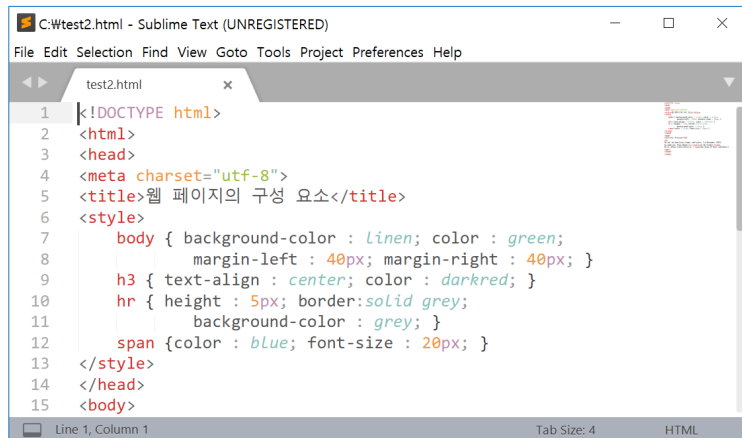 C:₩test2.html - Sublime Text (UNREGISTERED)
File Edit Selection Find View Goto Tools Project Preferences Help
test2.html
1 <!DOCTYPE html>
2 <html>
3 <head>
4 <meta charset="utf-8">
5 <title>웹 페이지의 구성 요소</title>
6 <style>
7     body { background-color : linen; color : green;
8             margin-left : 40px; margin-right : 40px; }
9     h3 { text-align : center; color : darkred; }
10     hr { height : 5px; border:solid grey;
11             background-color : grey; }
12     span {color : blue; font-size : 20px; }
13 </style>
14 </head>
15 <body>
Line 1, Column 1 Tab Size: 4 HTML